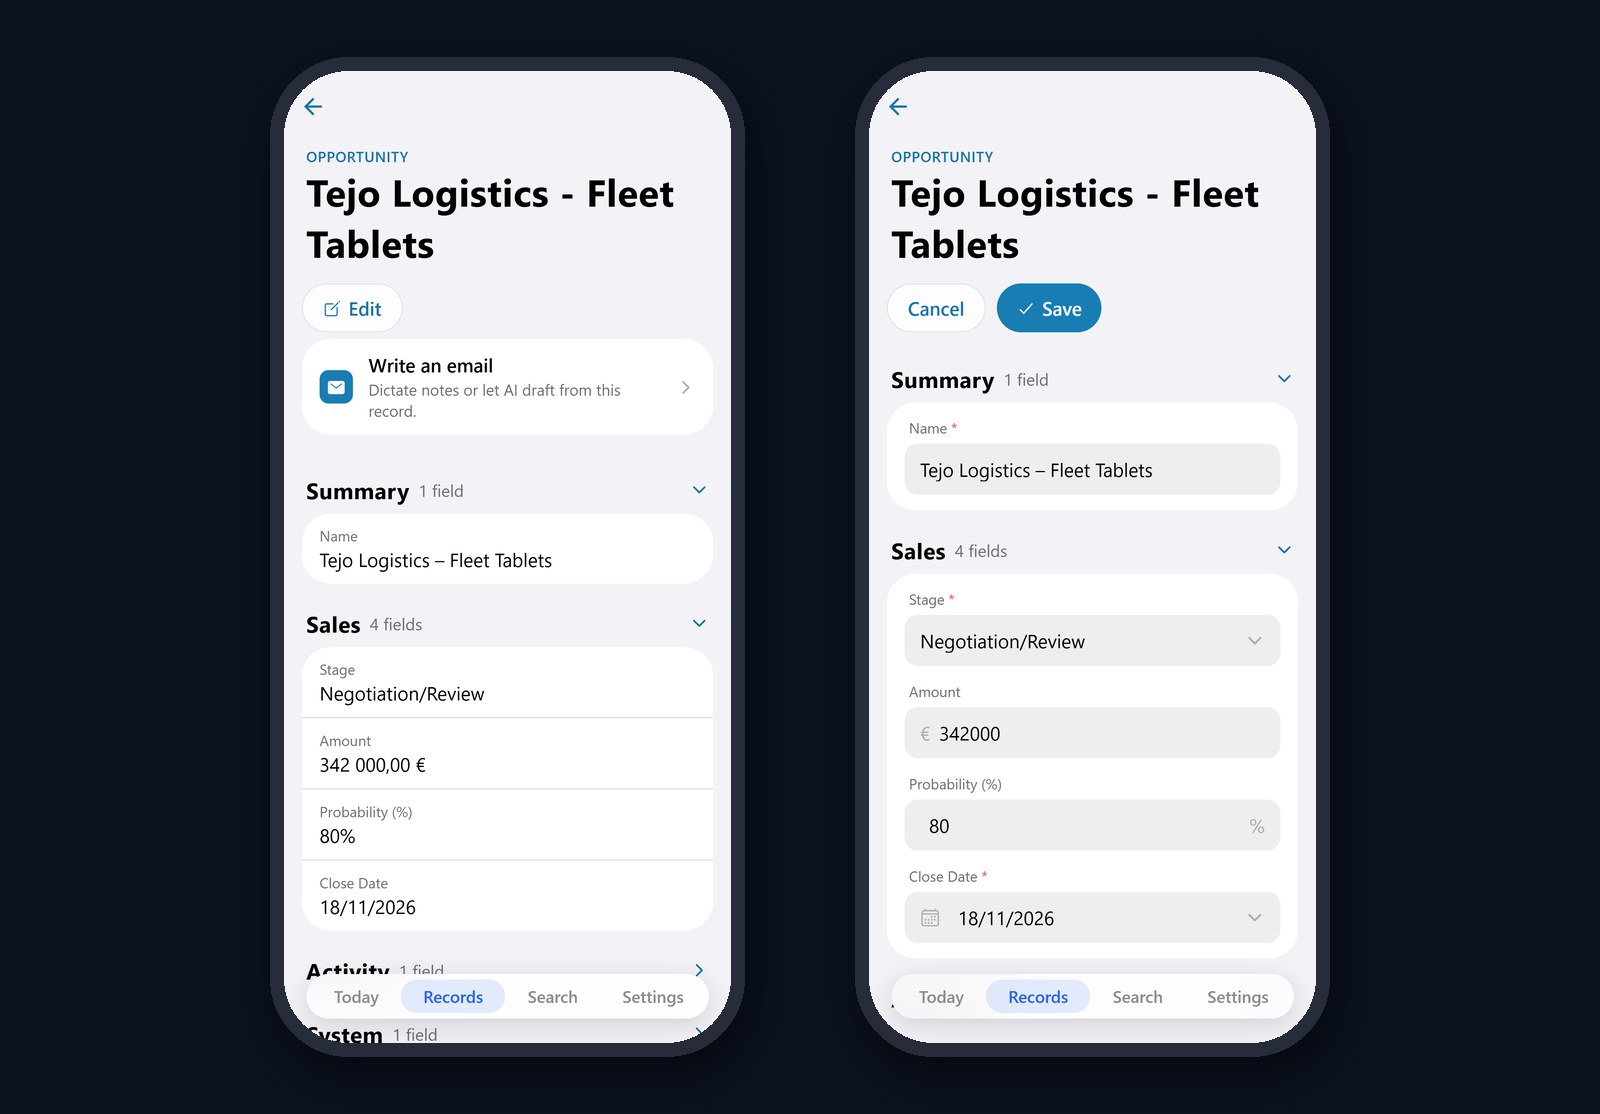 OPPORTUNITY
Tejo Logistics - Fleet
Tablets
Edit
Write an email
Dictate notes or let AI draft from this
record.
Summary 1 field
Name
Tejo Logistics – Fleet Tablets
Sales 4 fields
Stage
Negotiation/Review
Amount
342 000,00 €
Probability (%)
80%
Close Date
18/11/2026
Activity 1 field
Today Records Search Settings
System 1 field
OPPORTUNITY
Tejo Logistics - Fleet
Tablets
Cancel Save
Summary 1 field
Name *
Tejo Logistics – Fleet Tablets
Sales 4 fields
Stage *
Negotiation/Review
Amount
€ 342000
Probability (%)
80 %
Close Date *
18/11/2026
Today Records Search Settings